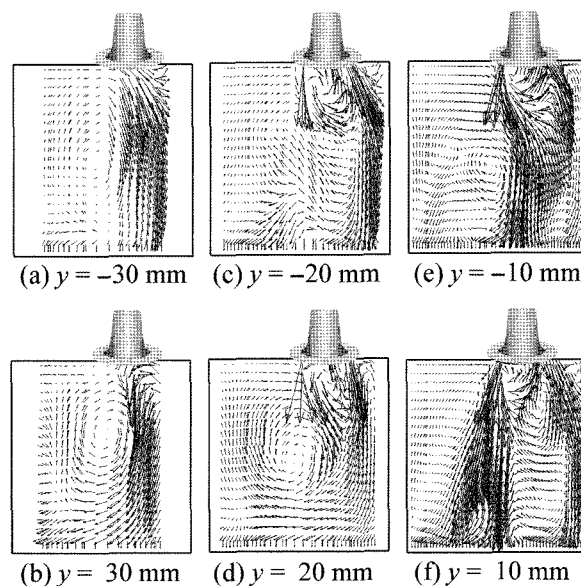 (a) y = −30 mm (c) y = −20 mm (e) y = −10 mm
(b) y = 30 mm (d) y = 20 mm (f) y = 10 mm